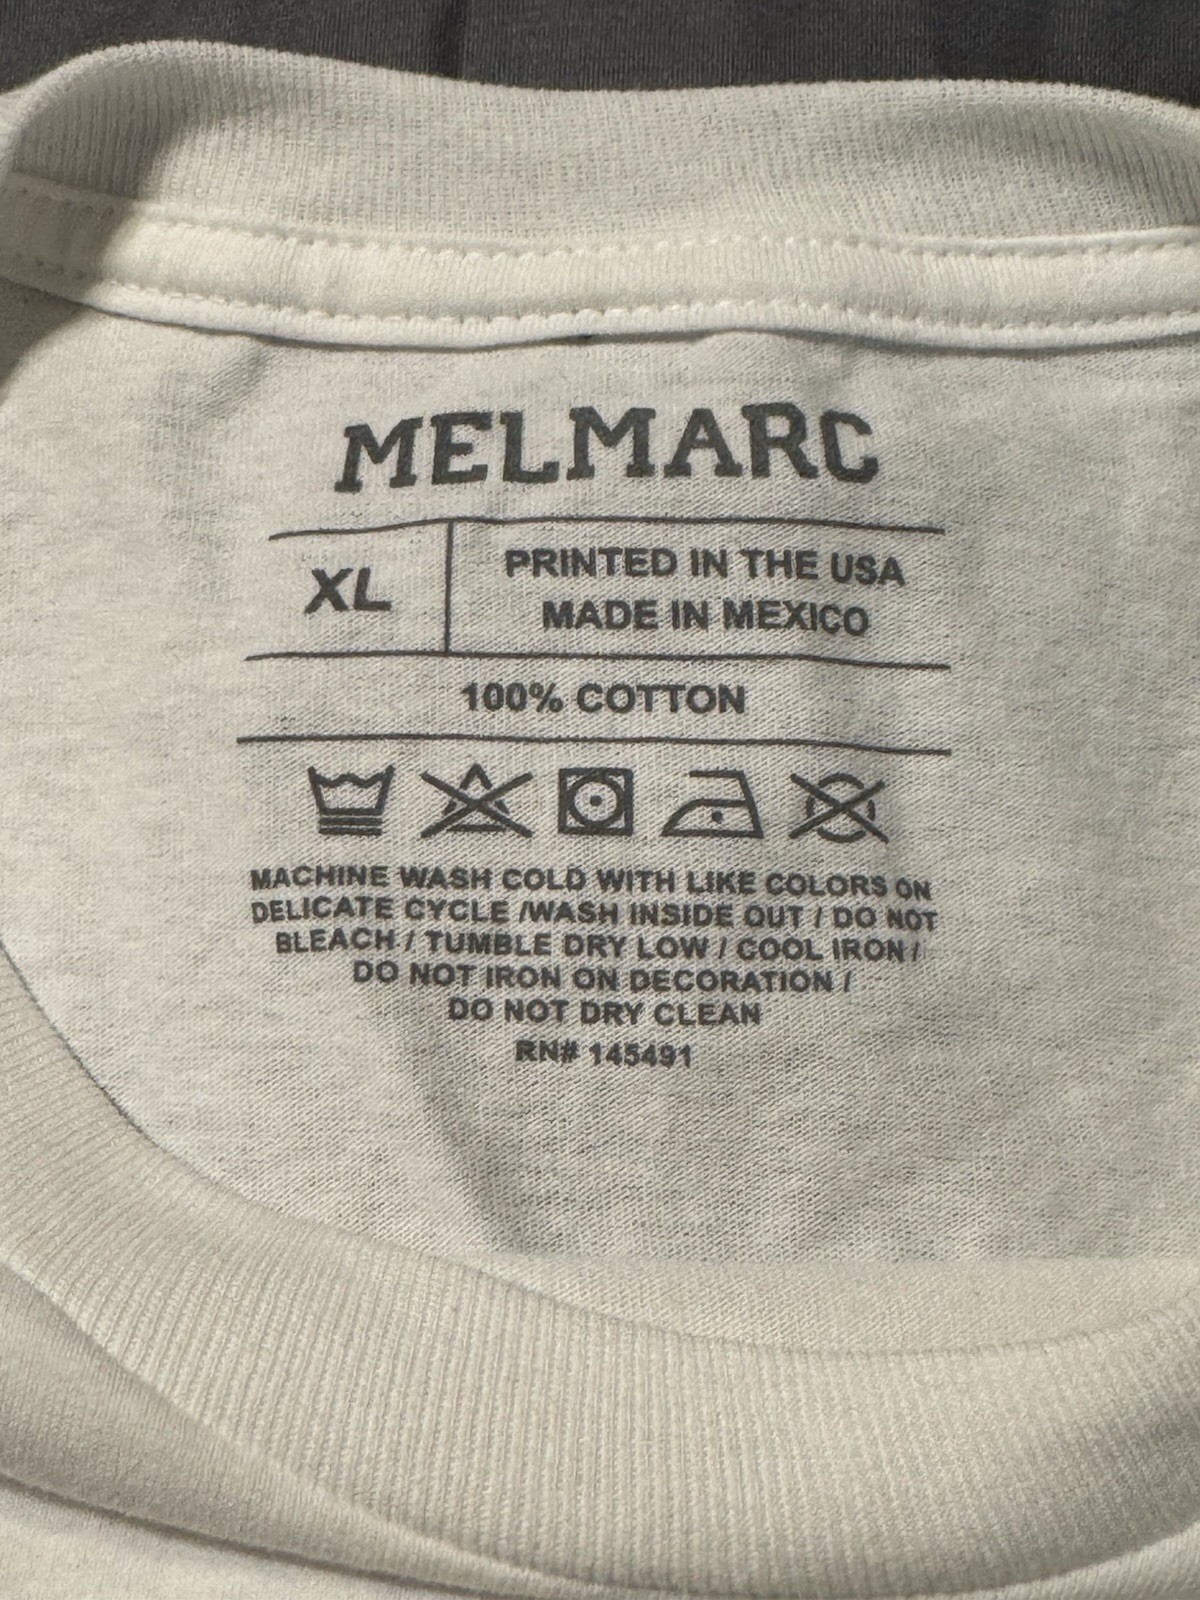 MELMARC
XL
PRINTED IN THE USA
MADE IN MEXICO
100% COTTON
MACHINE WASH COLD WITH LIKE COLORS ON
DELICATE CYCLE /WASH INSIDE OUT / DO NOT
BLEACH / TUMBLE DRY LOW / COOL IRON /
DO NOT IRON ON DECORATION /
DO NOT DRY CLEAN
RN# 145491